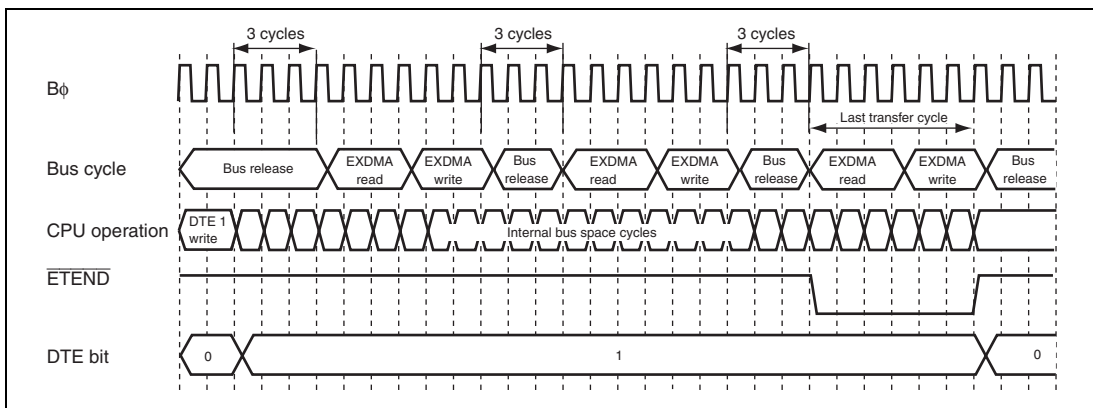 3 cycles 3 cycles 3 cycles
Bφ
Last transfer cycle
Bus cycle Bus release EXDMA read EXDMA write Bus release EXDMA read EXDMA write Bus release EXDMA read EXDMA write Bus release
CPU operation DTE 1 write Internal bus space cycles
ETEND
DTE bit 0 1 0